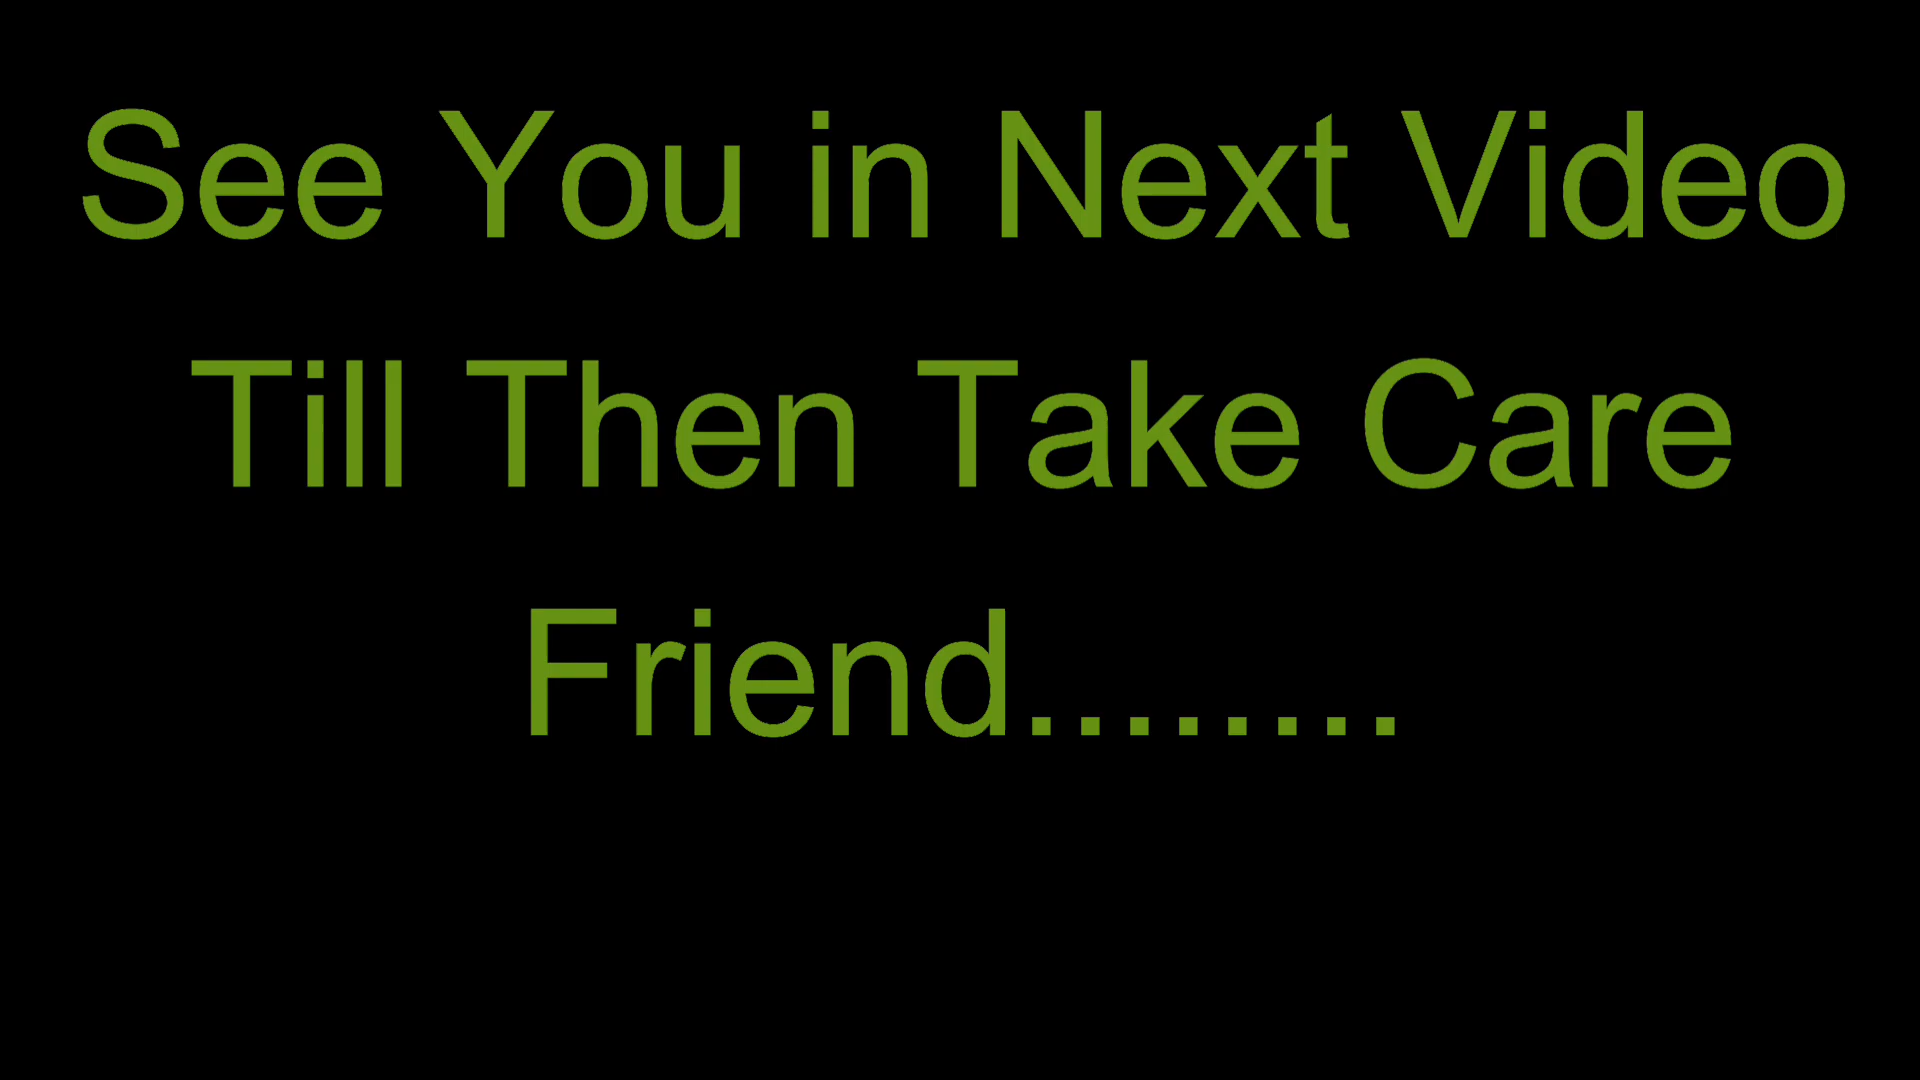 See You in Next Video
Till Then Take Care
Friend........